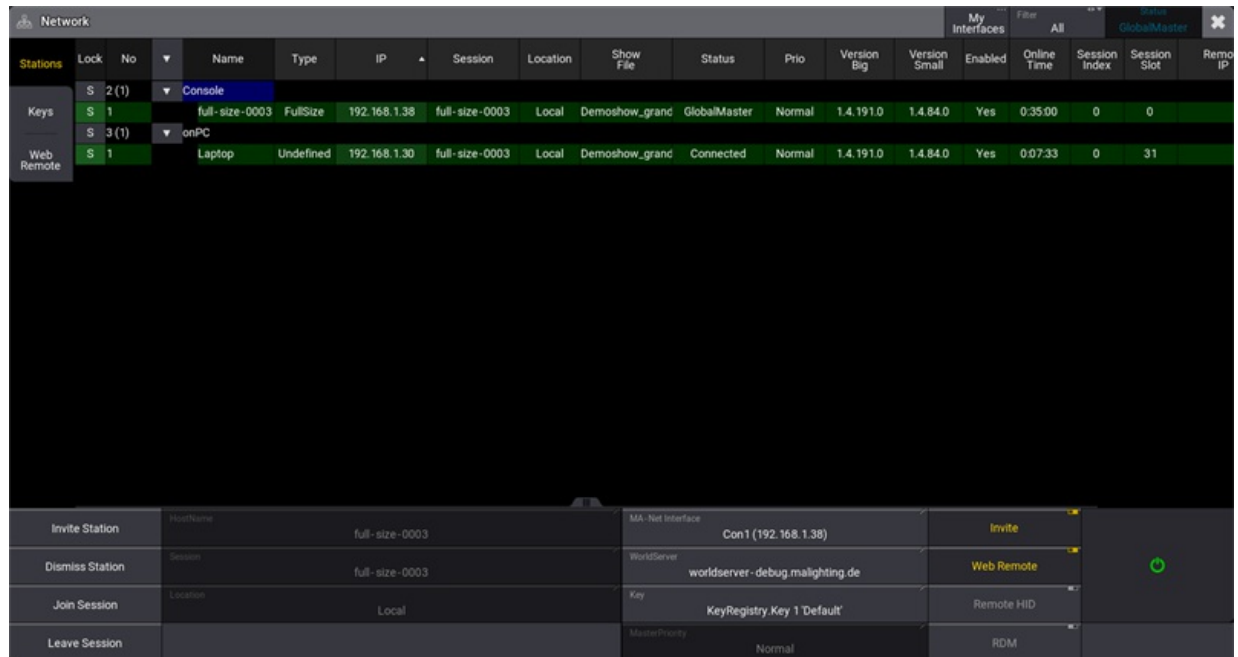 Network My Interfaces Filter All Status GlobalMaster
Stations Lock No Name Type IP Session Location Show File Status Prio Version Big Version Small Enabled Online Time Session Index Session Slot Remo IP
S 2 (1) Console
Keys S 1 full-size-0003 FullSize 192.168.1.38 full-size-0003 Local Demoshow_grand GlobalMaster Normal 1.4.191.0 1.4.84.0 Yes 0:35:00 0 0
S 3 (1) onPC
Web Remote S 1 Laptop Undefined 192.168.1.30 full-size-0003 Local Demoshow_grand Connected Normal 1.4.191.0 1.4.84.0 Yes 0:07:33 0 31
Invite Station HostName full-size-0003 MA-Net Interface Con1 (192.168.1.38) Invite
Dismiss Station Session full-size-0003 WorldServer worldserver-debug.malighting.de Web Remote
Join Session Location Local Key KeyRegistry.Key 1 'Default' Remote HID
Leave Session MasterPriority Normal RDM